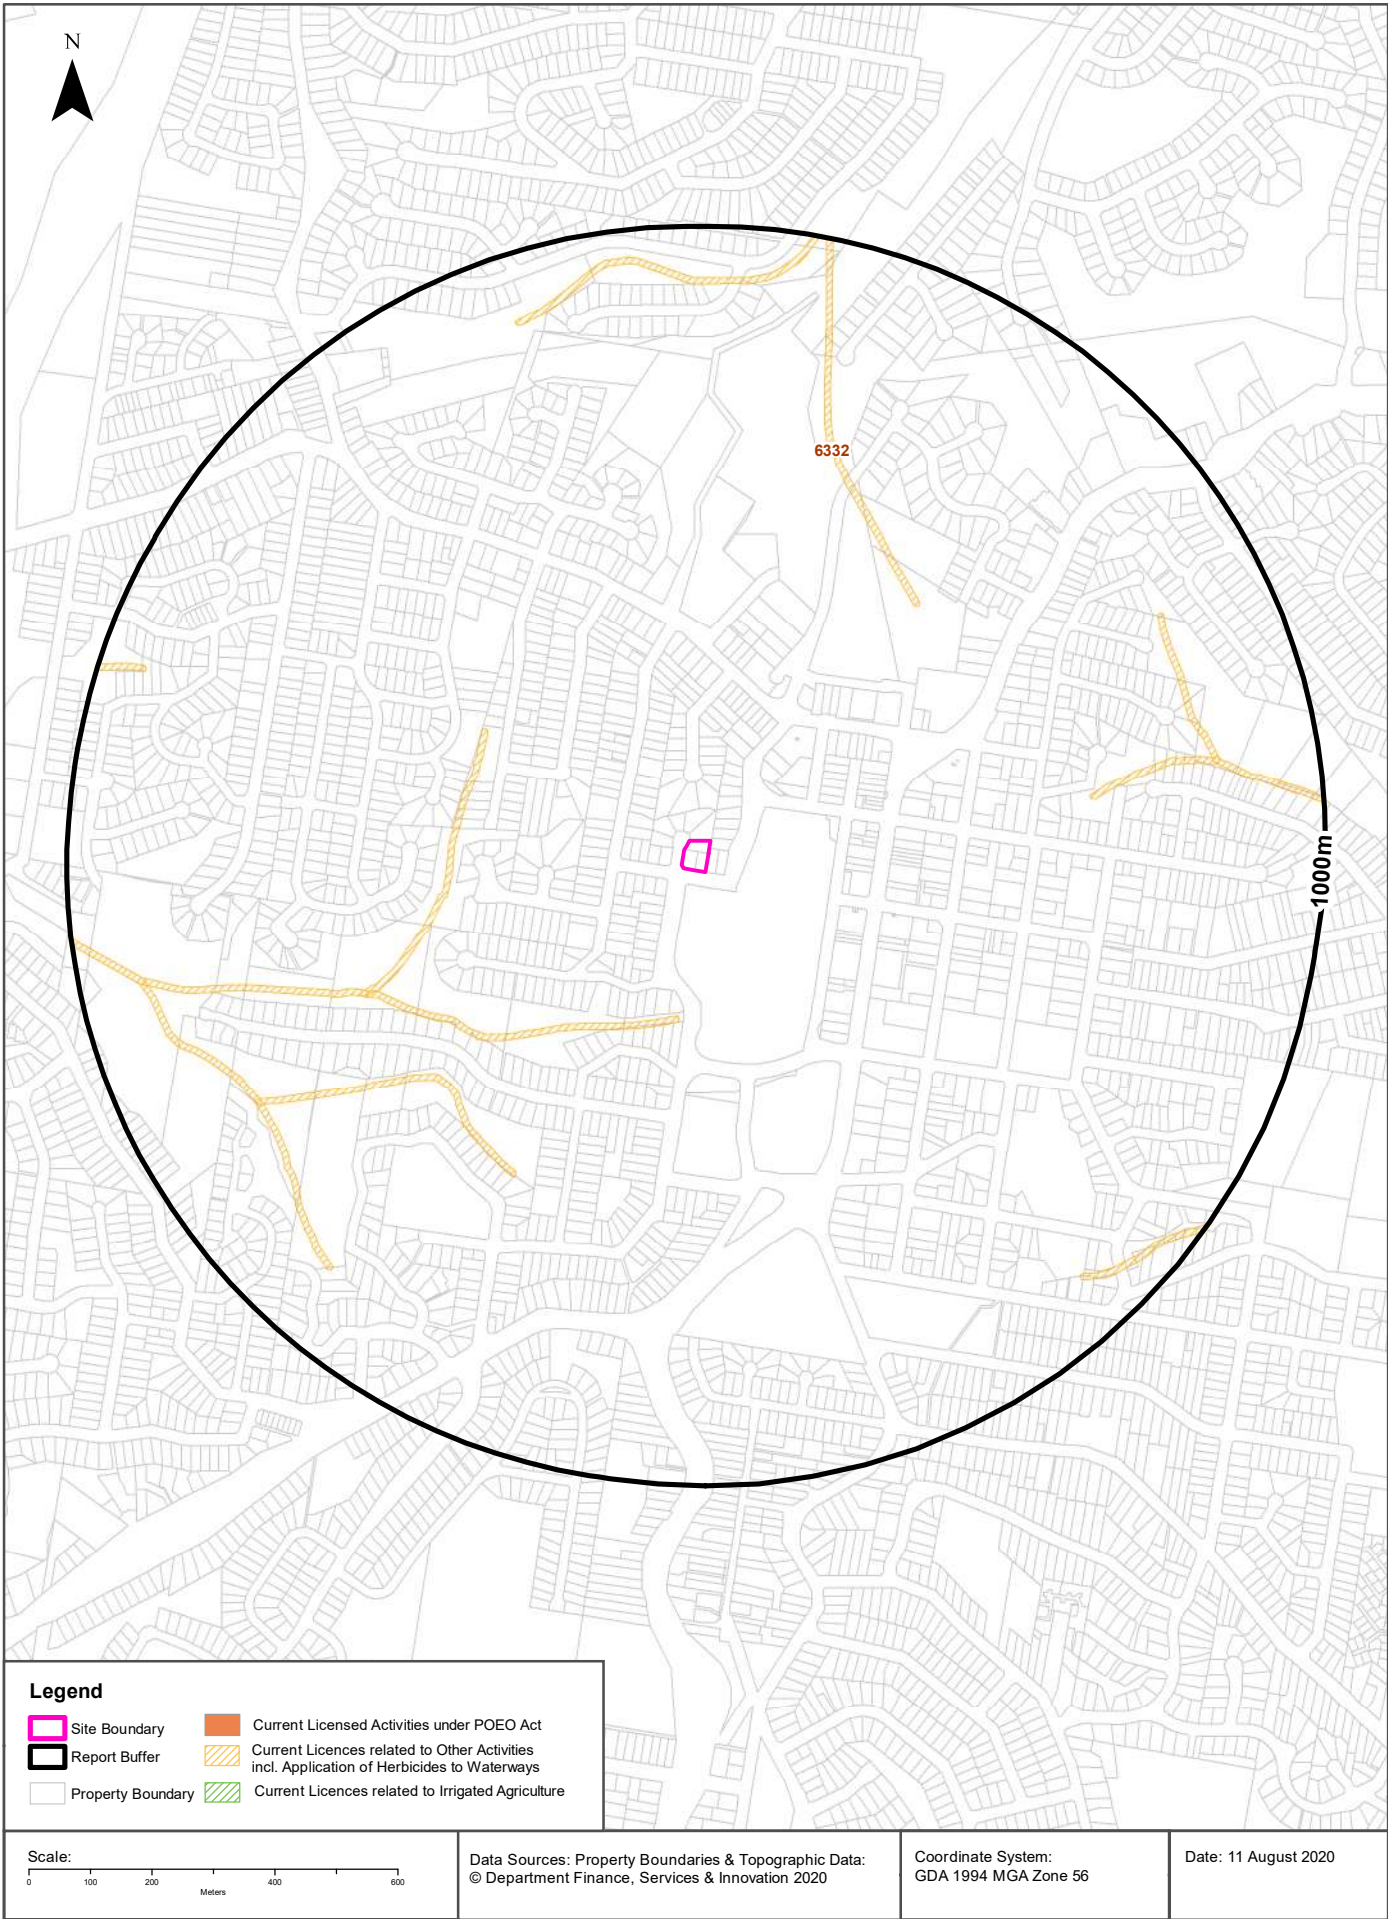 N
6332
1000m
Legend
Site Boundary
Report Buffer
Property Boundary
Current Licensed Activities under POEO Act
Current Licences related to Other Activities
incl. Application of Herbicides to Waterways
Current Licences related to Irrigated Agriculture
Scale:
0 100 200 400 600
Meters
Data Sources: Property Boundaries & Topographic Data:
© Department Finance, Services & Innovation 2020
Coordinate System:
GDA 1994 MGA Zone 56
Date: 11 August 2020